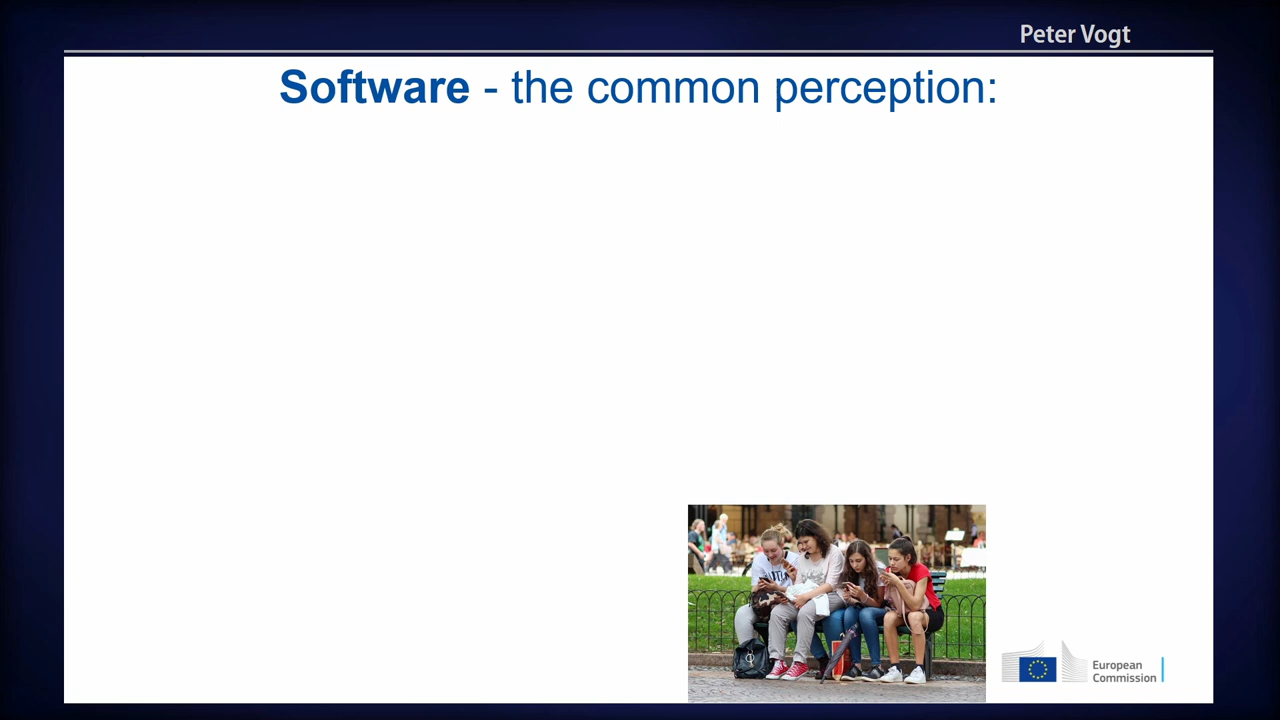 Peter Vogt
Software - the common perception:
European
Commission